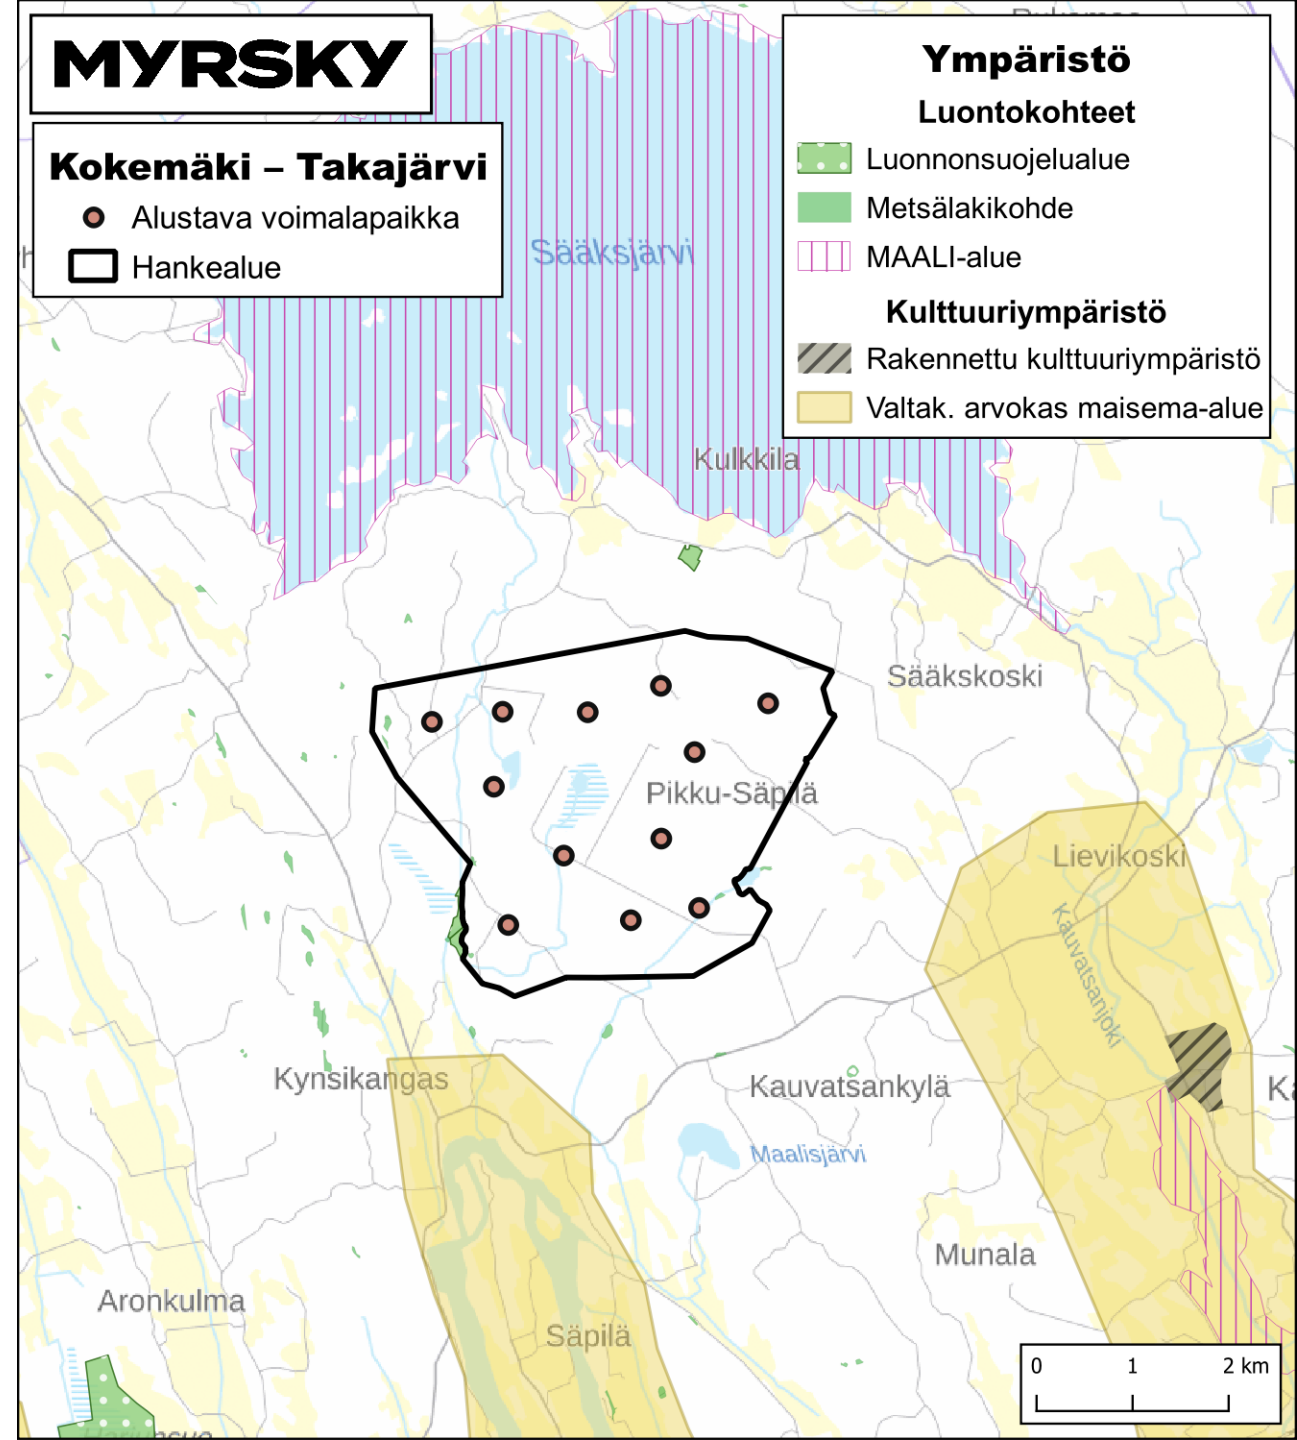 MYRSKY
Kokemäki – Takajärvi
Alustava voimalapaikka
Hankealue
Ympäristö
Luontokohteet
Luonnonsuojelualue
Metsälakikohde
MAALI-alue
Kulttuuriympäristö
Rakennettu kulttuuriympäristö
Valtak. arvokas maisema-alue
Sääksjärvi
Kulkkila
Sääkskoski
Pikku-Säpilä
Lievikoski
Kauvatsanjoki
Kynsikangas
Kauvatsankylä
Maalisjärvi
Munala
Aronkulma
Säpilä
0 1 2 km